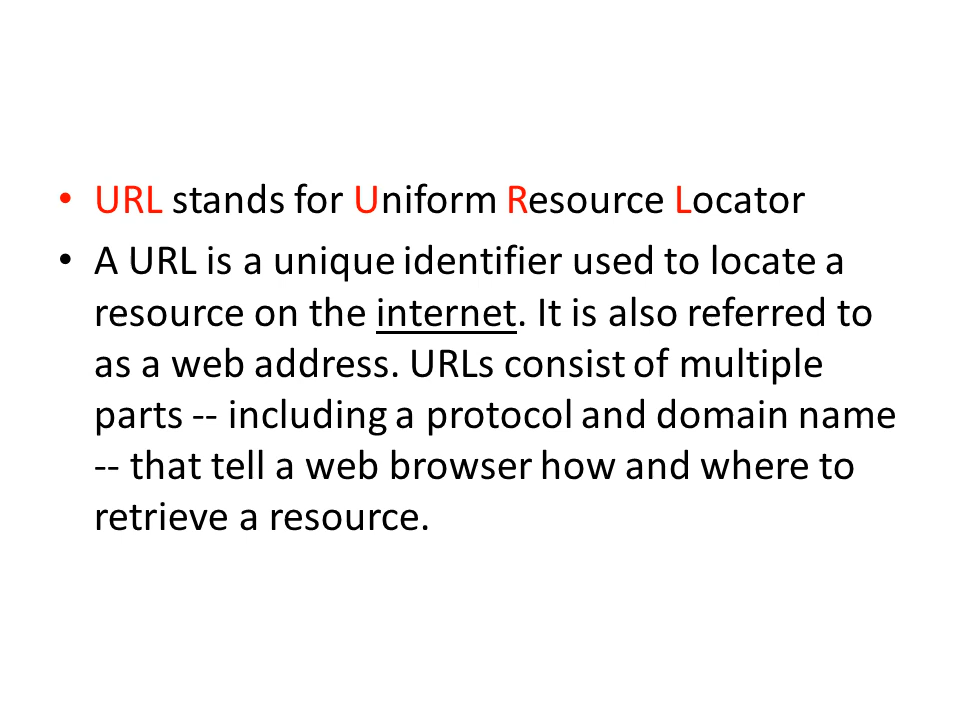 • URL stands for Uniform Resource Locator
• A URL is a unique identifier used to locate a
resource on the internet. It is also referred to
as a web address. URLs consist of multiple
parts -- including a protocol and domain name
-- that tell a web browser how and where to
retrieve a resource.